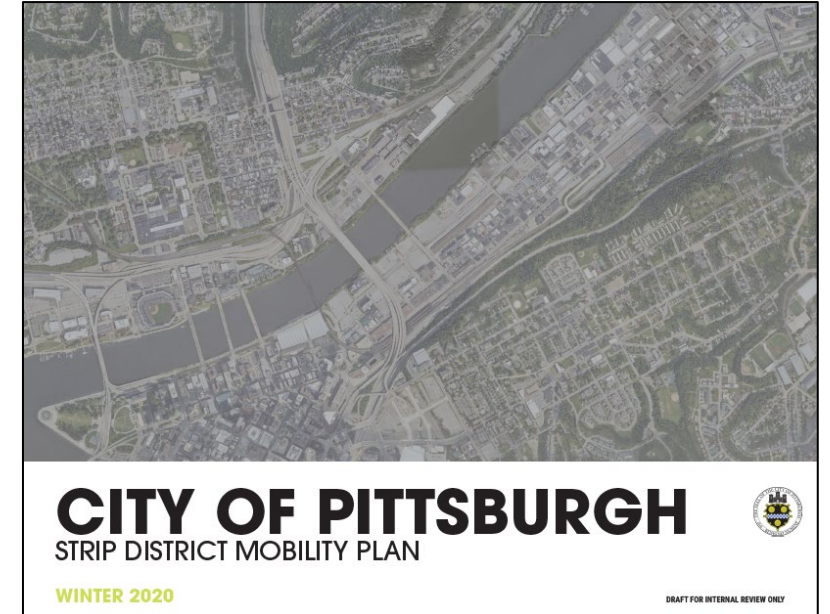 CITY OF PITTSBURGH
STRIP DISTRICT MOBILITY PLAN
WINTER 2020
DRAFT FOR INTERNAL REVIEW ONLY